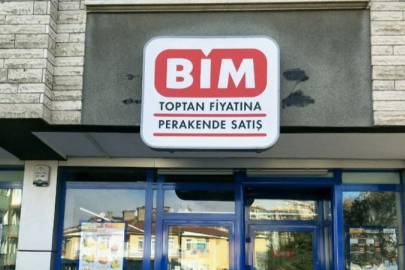 BİM
TOPTAN FİYATINA
PERAKENDE SATIŞ